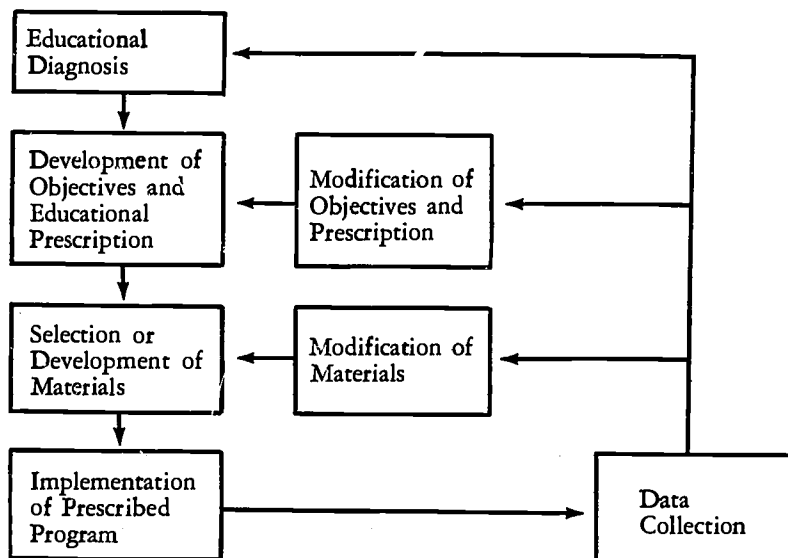 Educational
Diagnosis
Development of
Objectives and
Educational
Prescription
Modification of
Objectives and
Prescription
Selection or
Development of
Materials
Modification of
Materials
Implementation
of Prescribed
Program
Data
Collection